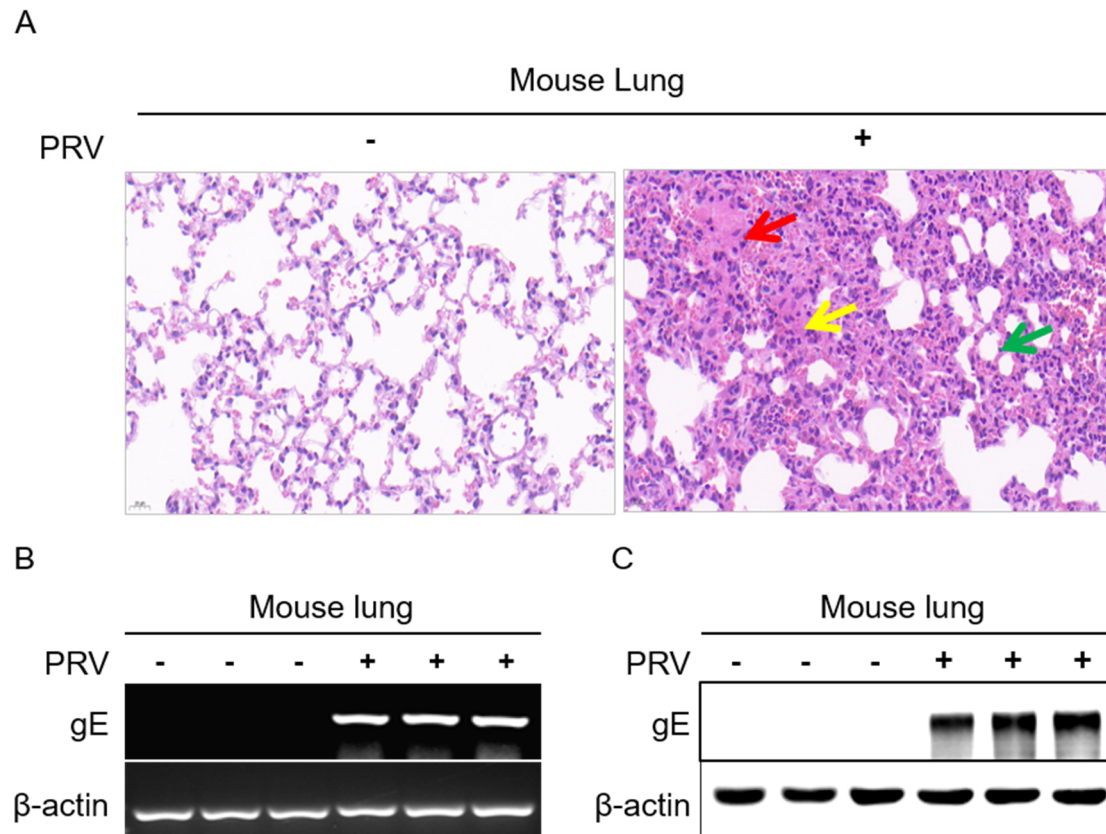 A
Mouse Lung
PRV - +
B
Mouse lung
PRV - - - + + +
gE
β-actin
C
Mouse lung
PRV - - - + + +
gE
β-actin